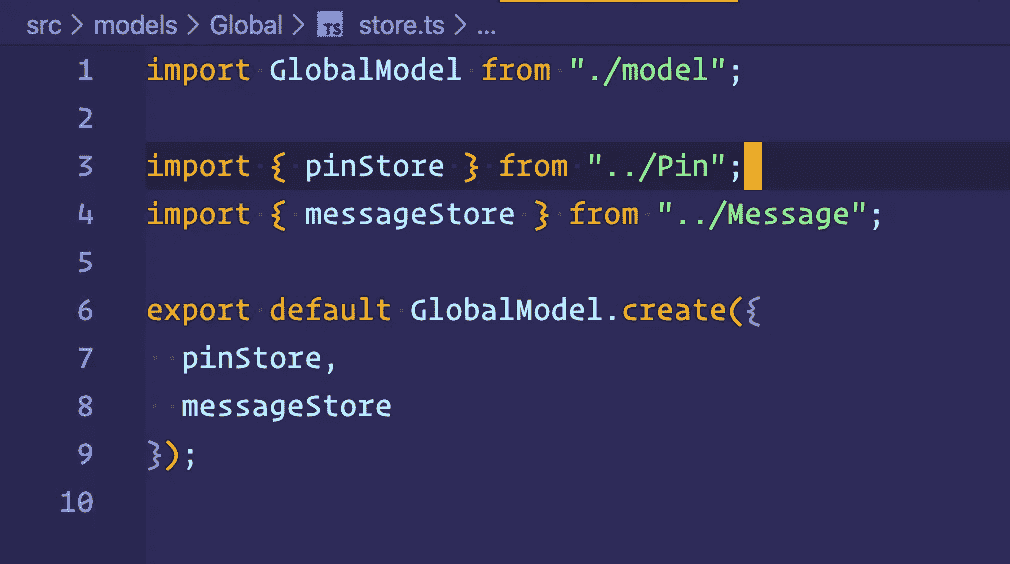 src > models > Global > TS store.ts > ...
1 import GlobalModel from "./model";
2
3 import { pinStore } from "../Pin";
4 import { messageStore } from "../Message";
5
6 export default GlobalModel.create({
7   pinStore,
8   messageStore
9 });
10